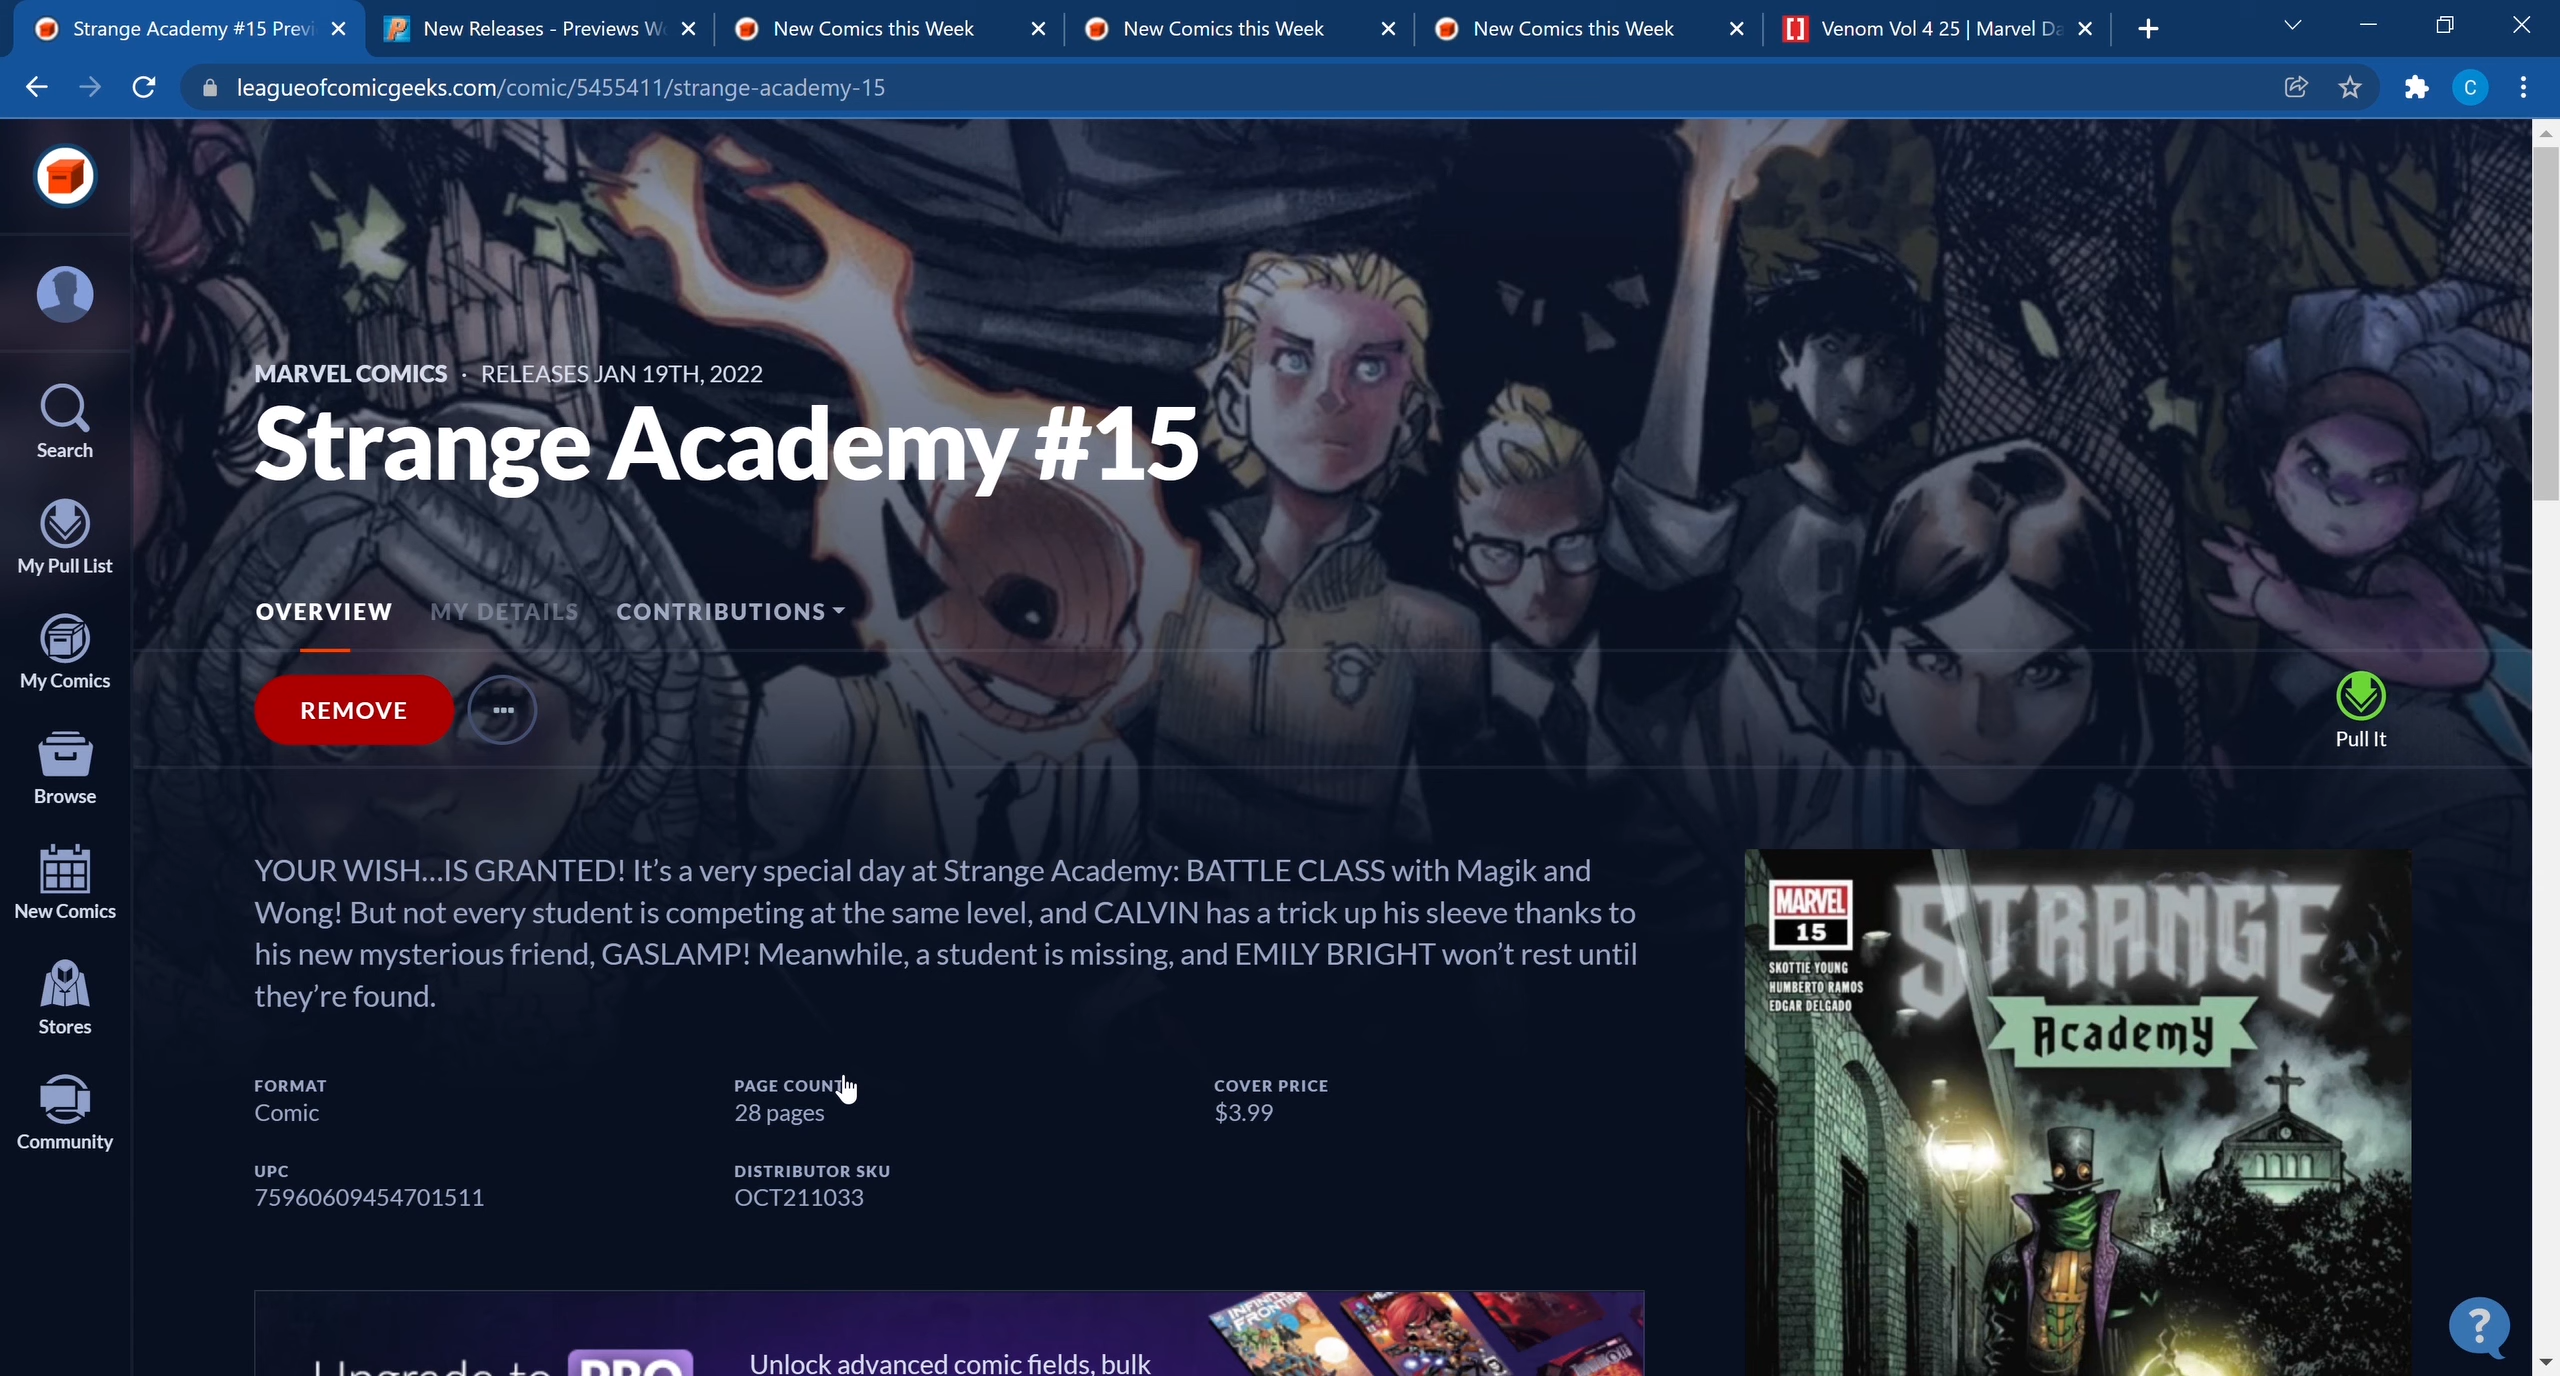 Strange Academy #15 Previ
New Releases - Previews Wo
New Comics this Week
New Comics this Week
New Comics this Week
Venom Vol 4 25 | Marvel Da
leagueofcomicgeeks.com/comic/5455411/strange-academy-15
C
MARVEL COMICS · RELEASES JAN 19TH, 2022
Strange Academy #15
OVERVIEW MY DETAILS CONTRIBUTIONS
REMOVE
Pull It
Search
My Pull List
My Comics
Browse
New Comics
Stores
Community
YOUR WISH...IS GRANTED! It’s a very special day at Strange Academy: BATTLE CLASS with Magik and
Wong! But not every student is competing at the same level, and CALVIN has a trick up his sleeve thanks to
his new mysterious friend, GASLAMP! Meanwhile, a student is missing, and EMILY BRIGHT won’t rest until
they’re found.
FORMAT
Comic
PAGE COUNT
28 pages
COVER PRICE
$3.99
UPC
75960609454701511
DISTRIBUTOR SKU
OCT211033
MARVEL
15
SKOTTIE YOUNG
HUMBERTO RAMOS
EDGAR DELGADO
STRANGE
Academy
Upgrade to PRO
Unlock advanced comic fields, bulk
INFINITE
FRONTIER
?